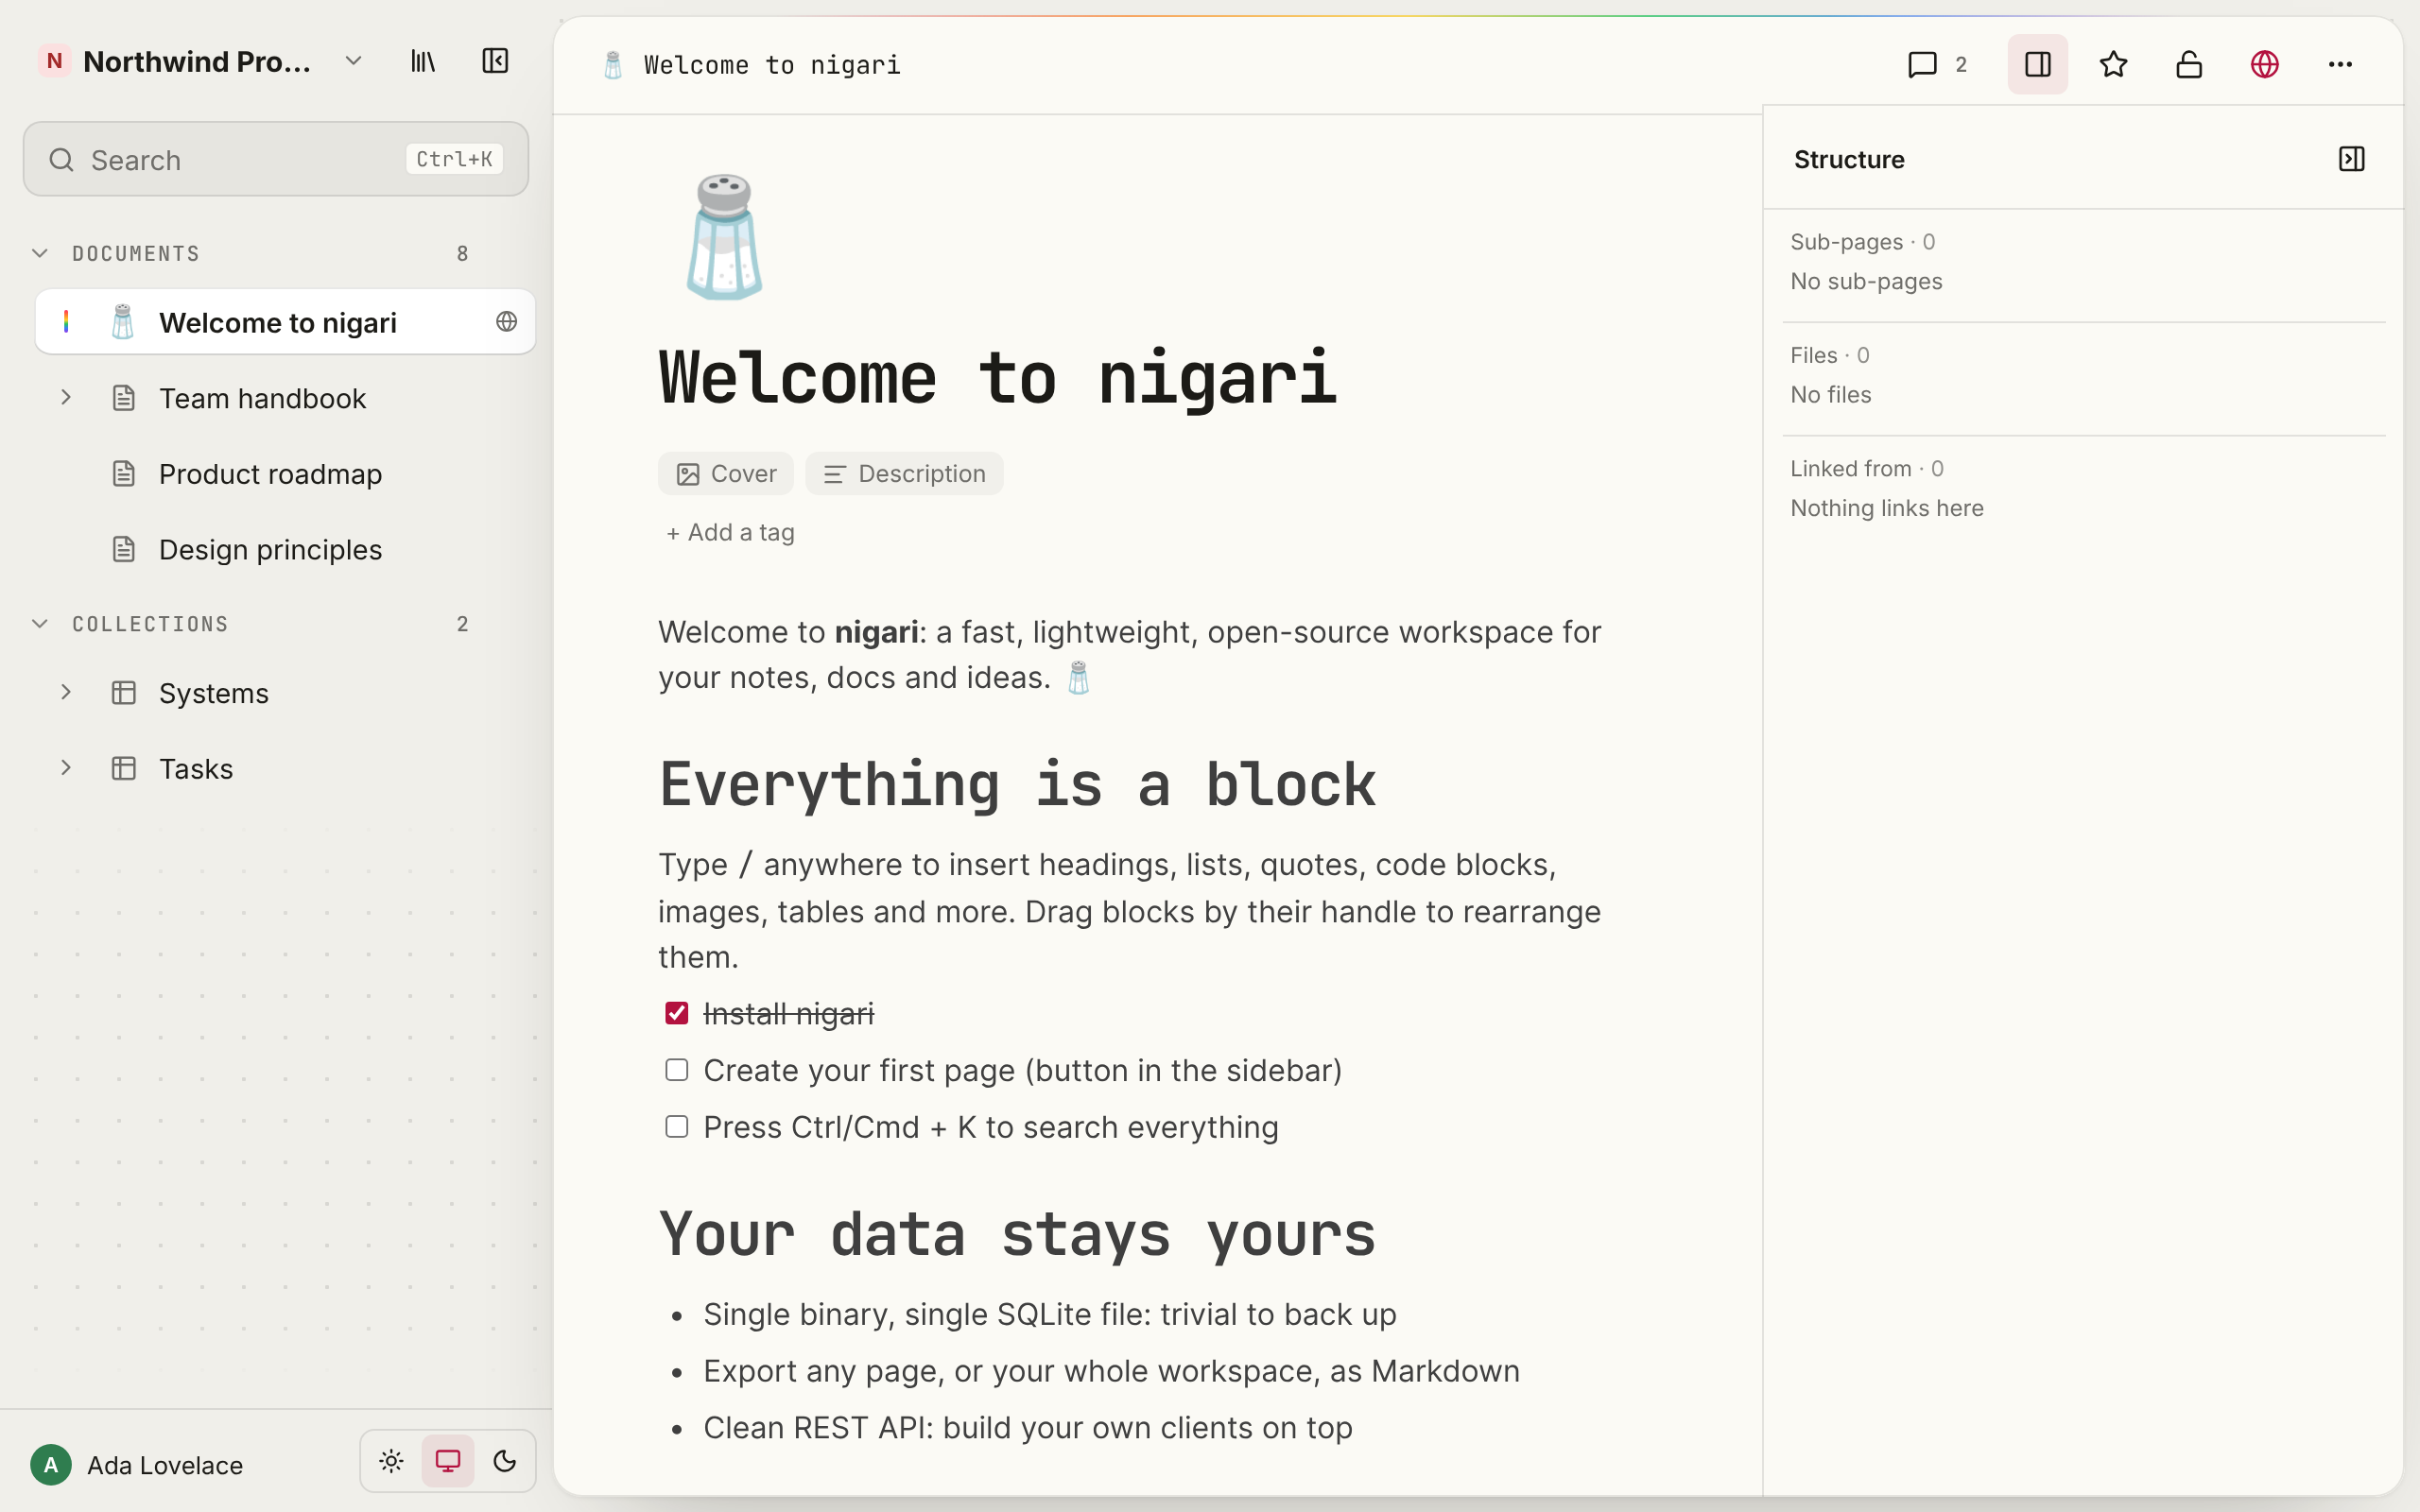 N Northwind Pro...
Search Ctrl+K
DOCUMENTS 8
Welcome to nigari
Team handbook
Product roadmap
Design principles
COLLECTIONS 2
Systems
Tasks
A Ada Lovelace
Welcome to nigari
2
Welcome to nigari
Cover Description
+ Add a tag
Welcome to nigari: a fast, lightweight, open-source workspace for
your notes, docs and ideas.
Everything is a block
Type / anywhere to insert headings, lists, quotes, code blocks,
images, tables and more. Drag blocks by their handle to rearrange
them.
Install nigari
Create your first page (button in the sidebar)
Press Ctrl/Cmd + K to search everything
Your data stays yours
• Single binary, single SQLite file: trivial to back up
• Export any page, or your whole workspace, as Markdown
• Clean REST API: build your own clients on top
Structure
Sub-pages · 0
No sub-pages
Files · 0
No files
Linked from · 0
Nothing links here